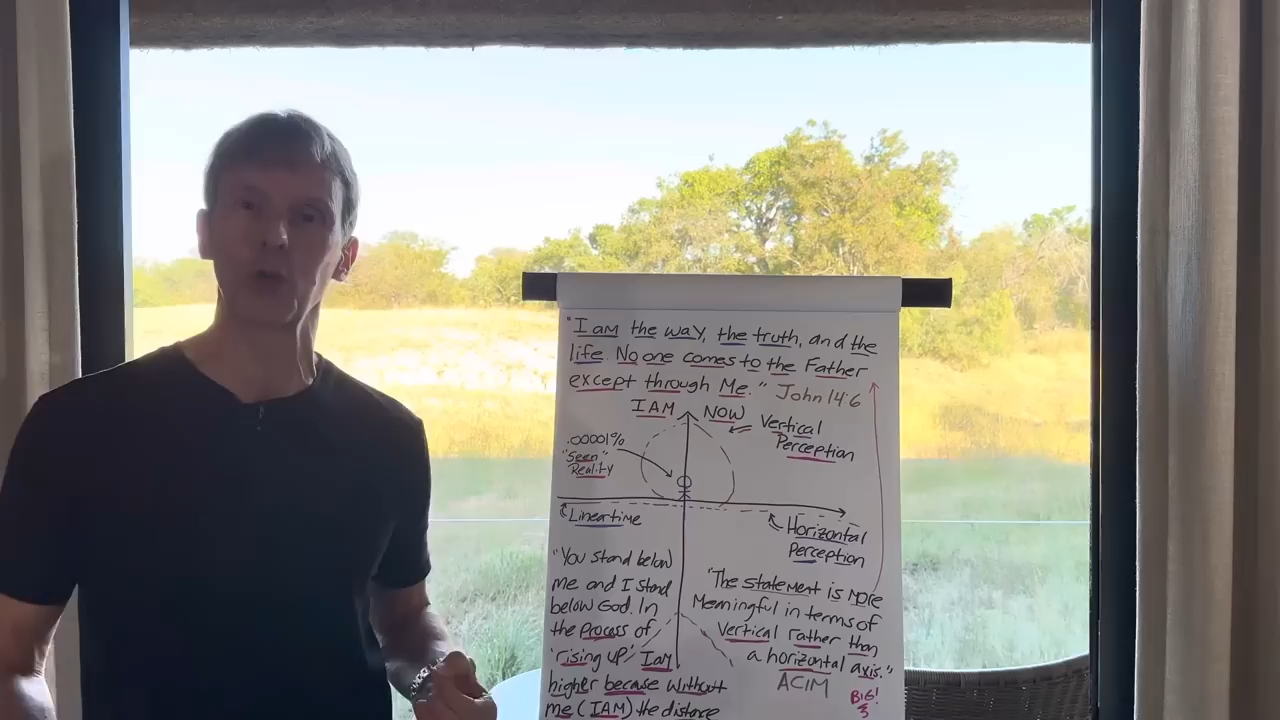 "I am the way, the truth, and the
life. No one comes to the Father
except through Me." John 14:6
I AM NOW
Vertical
Perception
.00001%
"Seen"
Reality
Linear time
Horizontal
Perception
"You stand below
me and I stand
below God. In
the process of
'rising up', I am
higher because without
me (I AM) the distance
"The statement is more
Meaningful in terms of
vertical rather than
a horizontal axis."
ACIM
BIG!
3